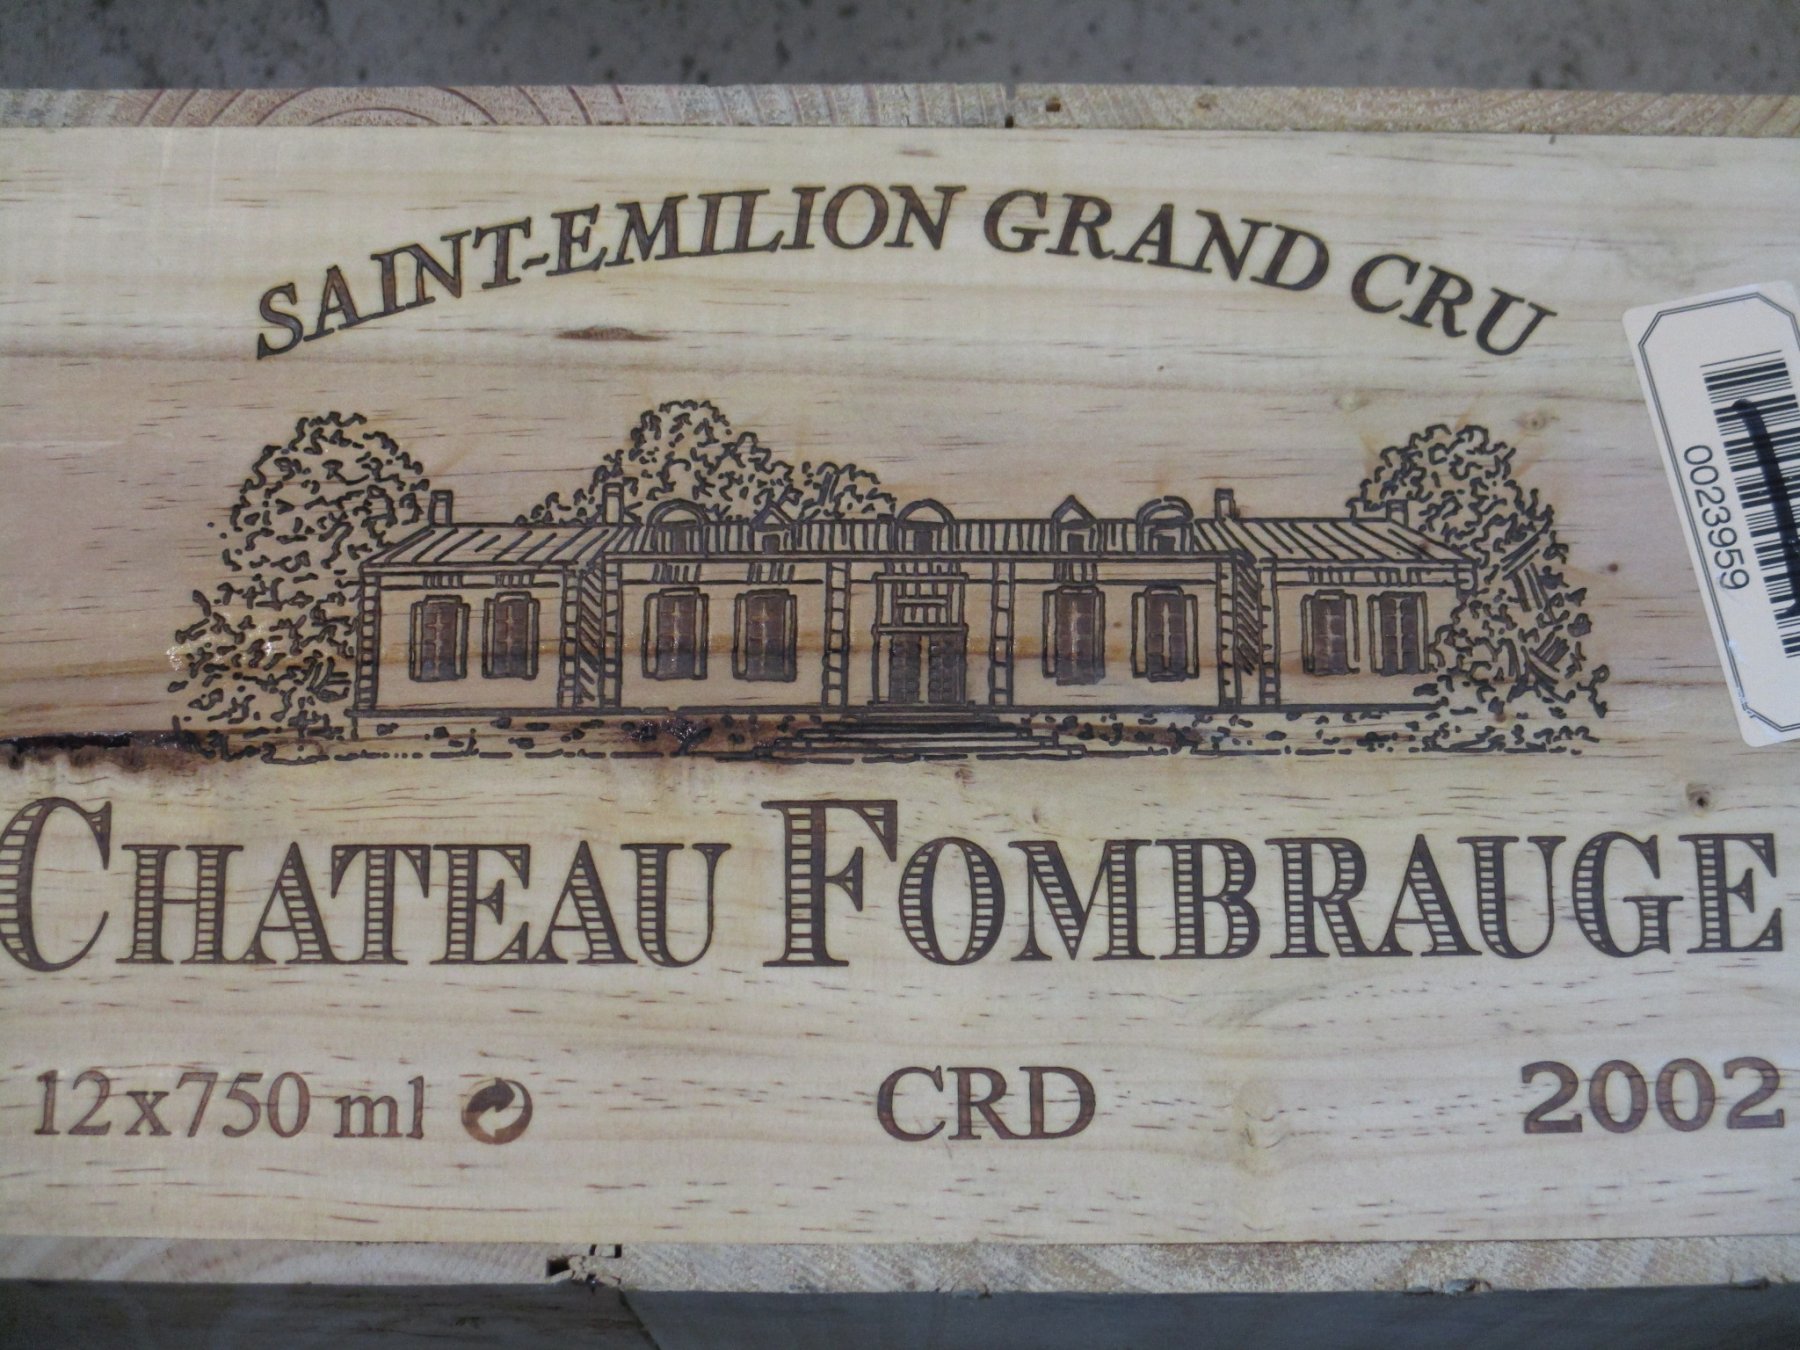 SAINT-EMILION GRAND CRU
0023959
CHATEAU FOMBRAUGE
12x750 ml CRD 2002